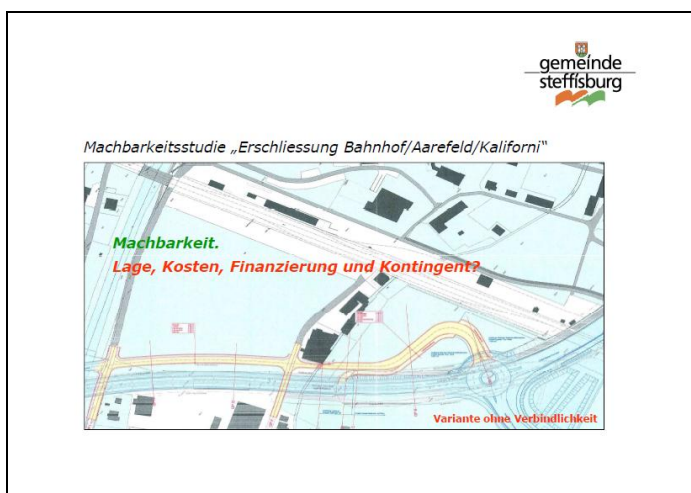 gemeinde
steffisburg
Machbarkeitsstudie „Erschliessung Bahnhof/Aarefeld/Kaliforni“
Machbarkeit.
Lage, Kosten, Finanzierung und Kontingent?
Variante ohne Verbindlichkeit